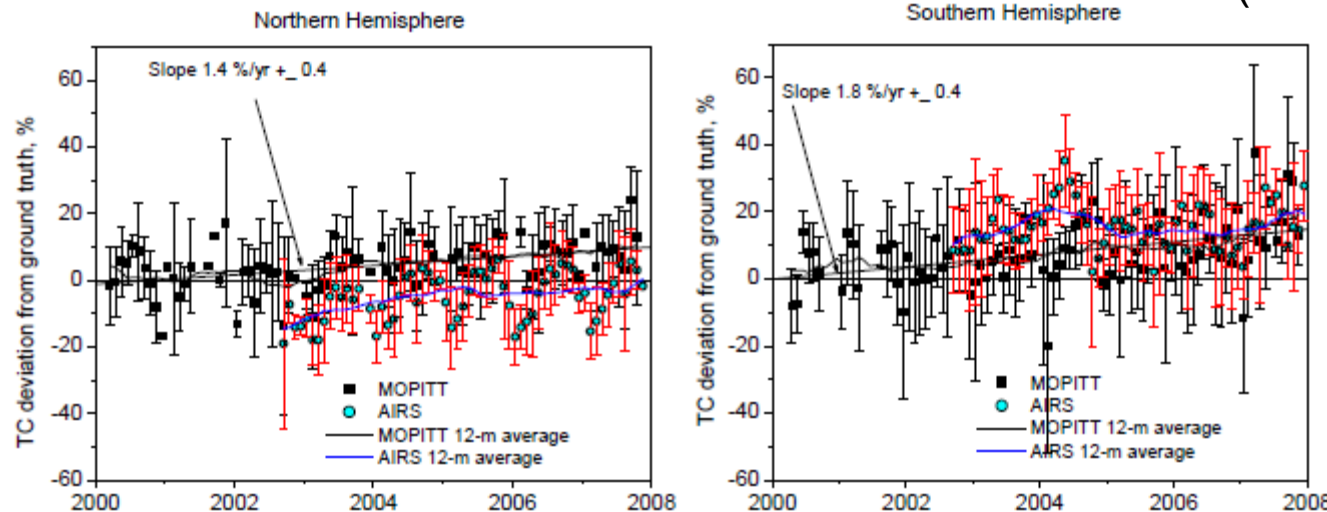 Northern Hemisphere
TC deviation from ground truth, %
60
40
20
0
-20
-40
-60
Slope 1.4 %/yr +_ 0.4
MOPITT
AIRS
MOPITT 12-m average
AIRS 12-m average
2000
2002
2004
2006
2008
(
Southern Hemisphere
TC deviation from ground truth, %
60
40
20
0
-20
-40
-60
Slope 1.8 %/yr +_ 0.4
MOPITT
AIRS
MOPITT 12-m average
AIRS 12-m average
2000
2002
2004
2006
2008